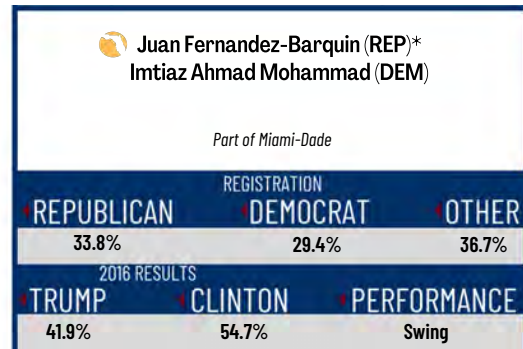 Juan Fernandez-Barquin (REP)*
Imtiaz Ahmad Mohammad (DEM)
Part of Miami-Dade
REGISTRATION
REPUBLICAN DEMOCRAT OTHER
33.8% 29.4% 36.7%
2016 RESULTS
TRUMP CLINTON PERFORMANCE
41.9% 54.7% Swing